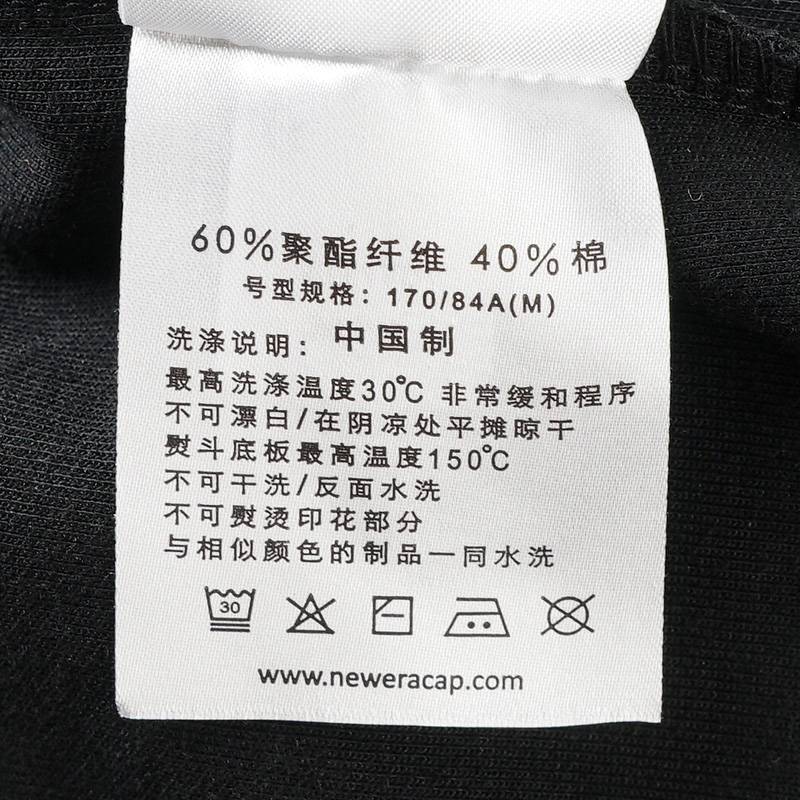 60%聚酯纤维 40%棉
号型规格：170/84A(M)
洗涤说明：中国制
最高洗涤温度30℃ 非常缓和程序
不可漂白/在阴凉处平摊晾干
熨斗底板最高温度150℃
不可干洗/反面水洗
不可熨烫印花部分
与相似颜色的制品一同水洗
30
www.neweracap.com